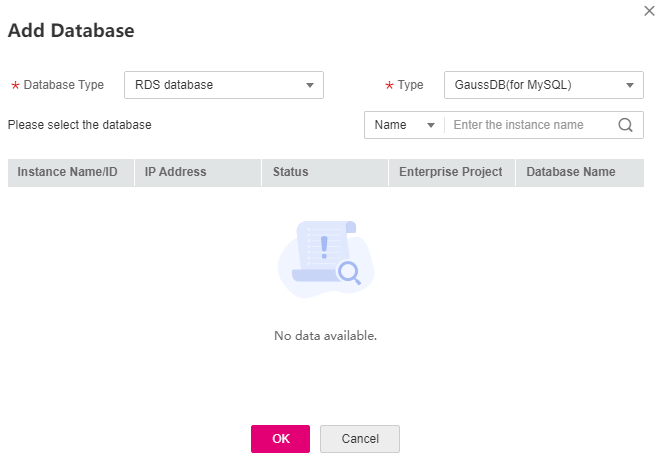 Add Database
* Database Type RDS database * Type GaussDB(for MySQL)
Please select the database Name Enter the instance name
Instance Name/ID IP Address Status Enterprise Project Database Name
No data available.
OK Cancel